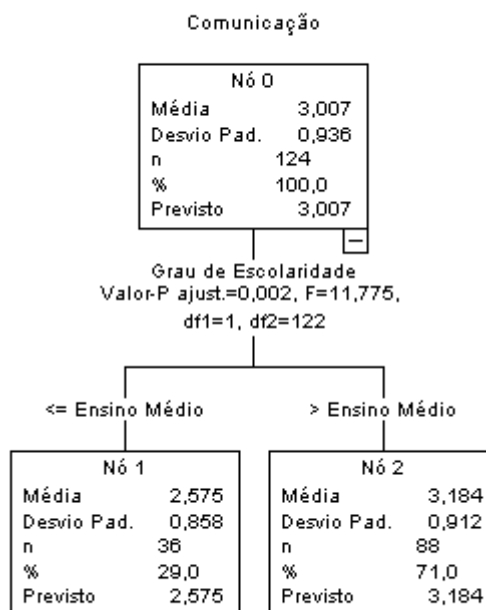 Comunicação
Nó 0
Média 3,007
Desvio Pad. 0,936
n 124
% 100,0
Previsto 3,007
Grau de Escolaridade
Valor-P ajust.=0,002, F=11,775,
df1=1, df2=122
<= Ensino Médio
> Ensino Médio
Nó 1
Média 2,575
Desvio Pad. 0,858
n 36
% 29,0
Previsto 2,575
Nó 2
Média 3,184
Desvio Pad. 0,912
n 88
% 71,0
Previsto 3,184